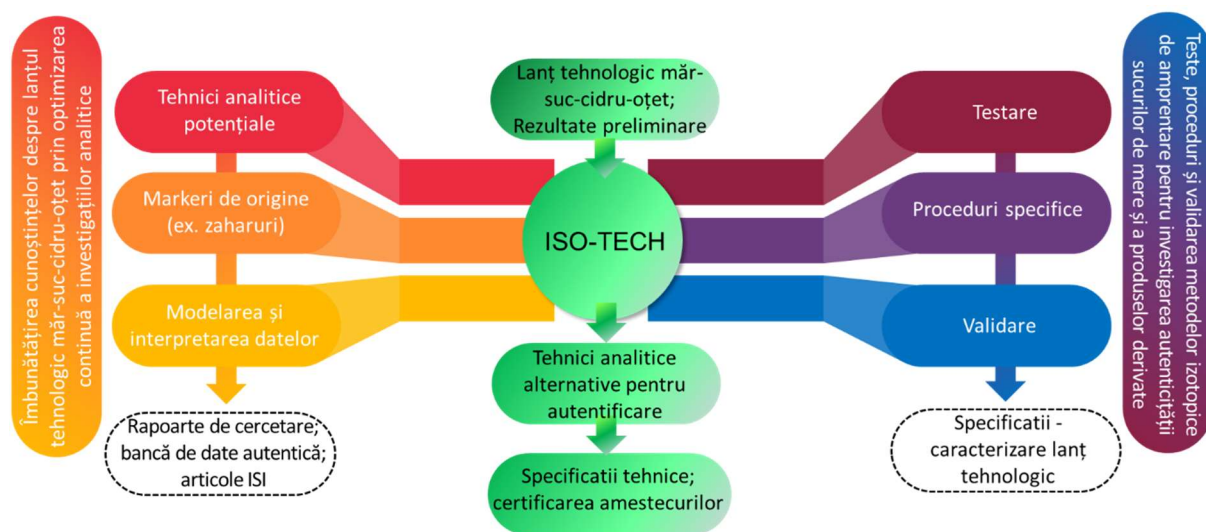 Îmbunătățirea cunoștințelor despre lanțul
tehnologic măr-suc-cidru-oțet prin optimizarea
continuă a investigațiilor analitice
Tehnici analitice
potențiale
Markeri de origine
(ex. zaharuri)
Modelarea și
interpretarea datelor
Rapoarte de cercetare;
bancă de date autentică;
articole ISI
Lanț tehnologic măr-
suc-cidru-oțet;
Rezultate preliminare
ISO-TECH
Tehnici analitice
alternative pentru
autentificare
Specificatii tehnice;
certificarea amestecurilor
Testare
Proceduri specifice
Validare
Specificatii -
caracterizare lanț
tehnologic
Teste, proceduri și validarea metodelor izotopice
de amprentare pentru investigarea autenticității
sucurilor de mere și a produselor derivate